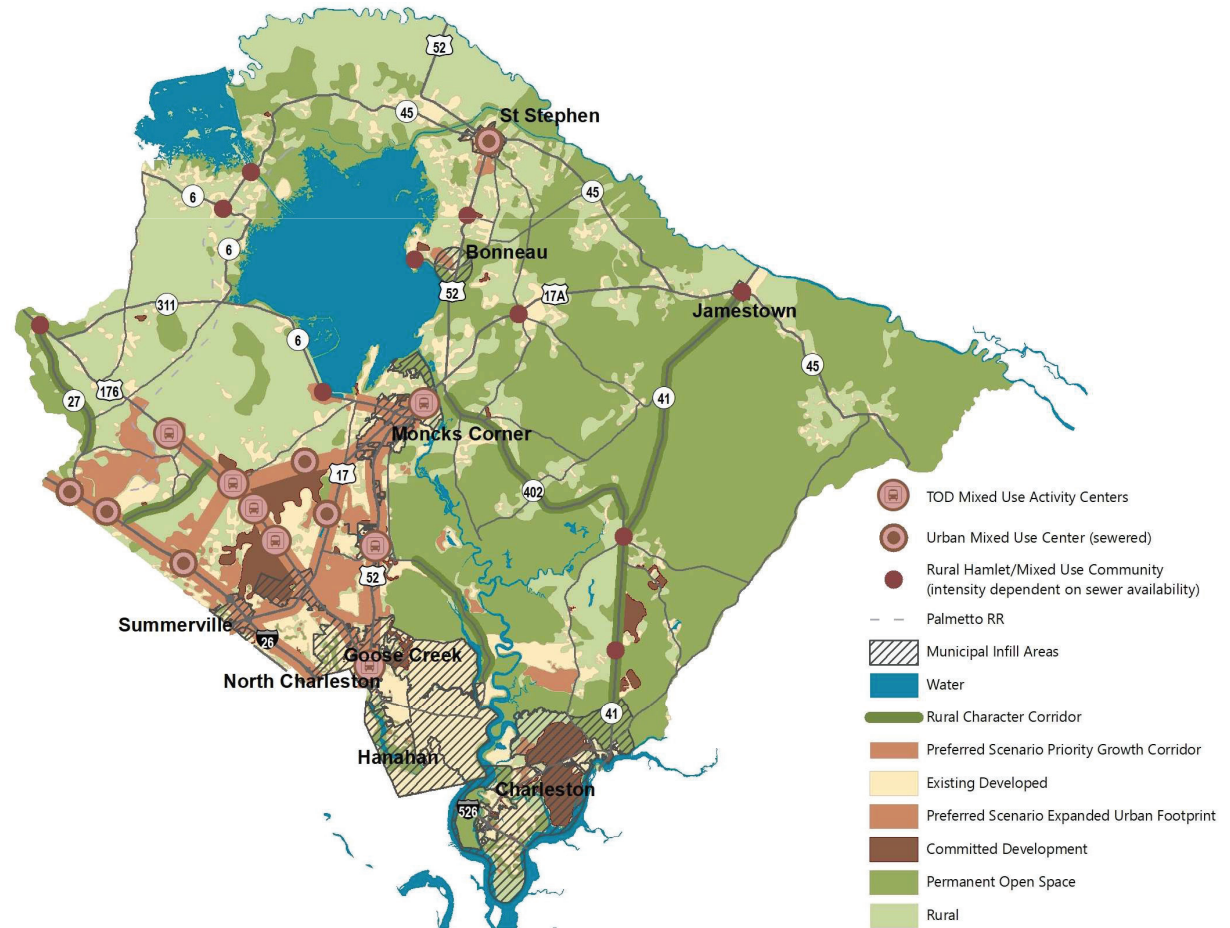 52
45
St Stephen
6
45
6
Bonneau
52
17A
311
Jamestown
6
45
176
27
41
Moncks Corner
17
402
52
Summerville
26
Goose Creek
North Charleston
41
Hanahan
Charleston
526
TOD Mixed Use Activity Centers
Urban Mixed Use Center (sewered)
Rural Hamlet/Mixed Use Community
(intensity dependent on sewer availability)
Palmetto RR
Municipal Infill Areas
Water
Rural Character Corridor
Preferred Scenario Priority Growth Corridor
Existing Developed
Preferred Scenario Expanded Urban Footprint
Committed Development
Permanent Open Space
Rural